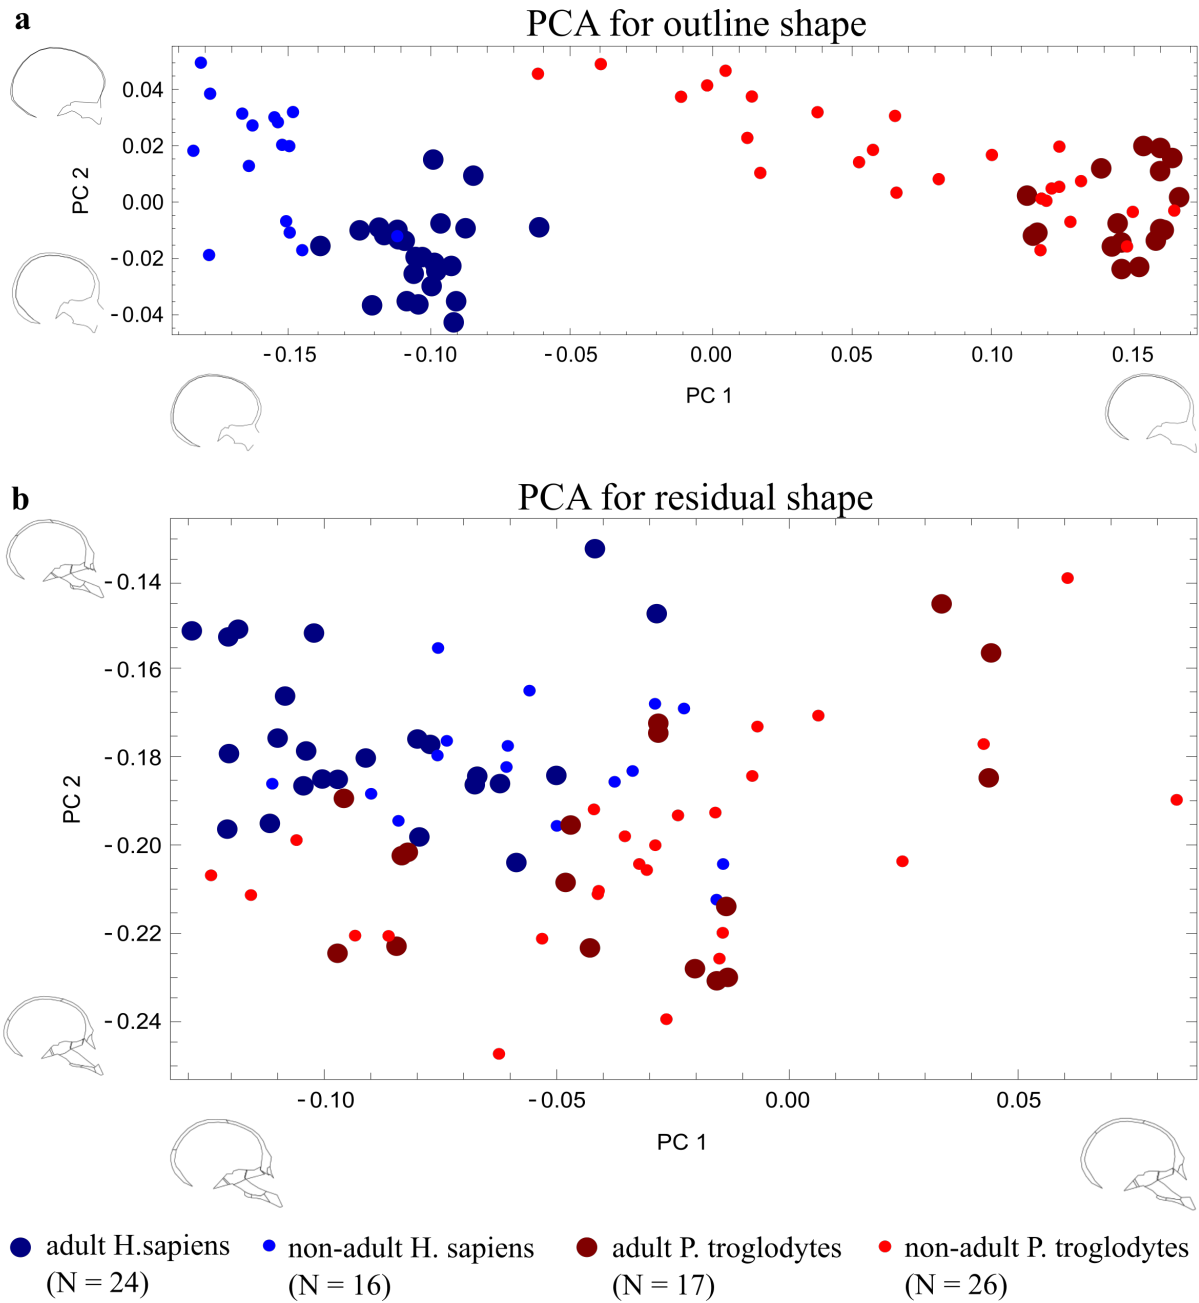 a
PCA for outline shape
0.04
0.02
0.00
-0.02
-0.04
PC 2
-0.15
-0.10
-0.05
0.00
0.05
0.10
0.15
PC 1
b
PCA for residual shape
-0.14
-0.16
-0.18
-0.20
-0.22
-0.24
PC 2
-0.10
-0.05
0.00
0.05
PC 1
adult H.sapiens
(N = 24)
non-adult H. sapiens
(N = 16)
adult P. troglodytes
(N = 17)
non-adult P. troglodytes
(N = 26)